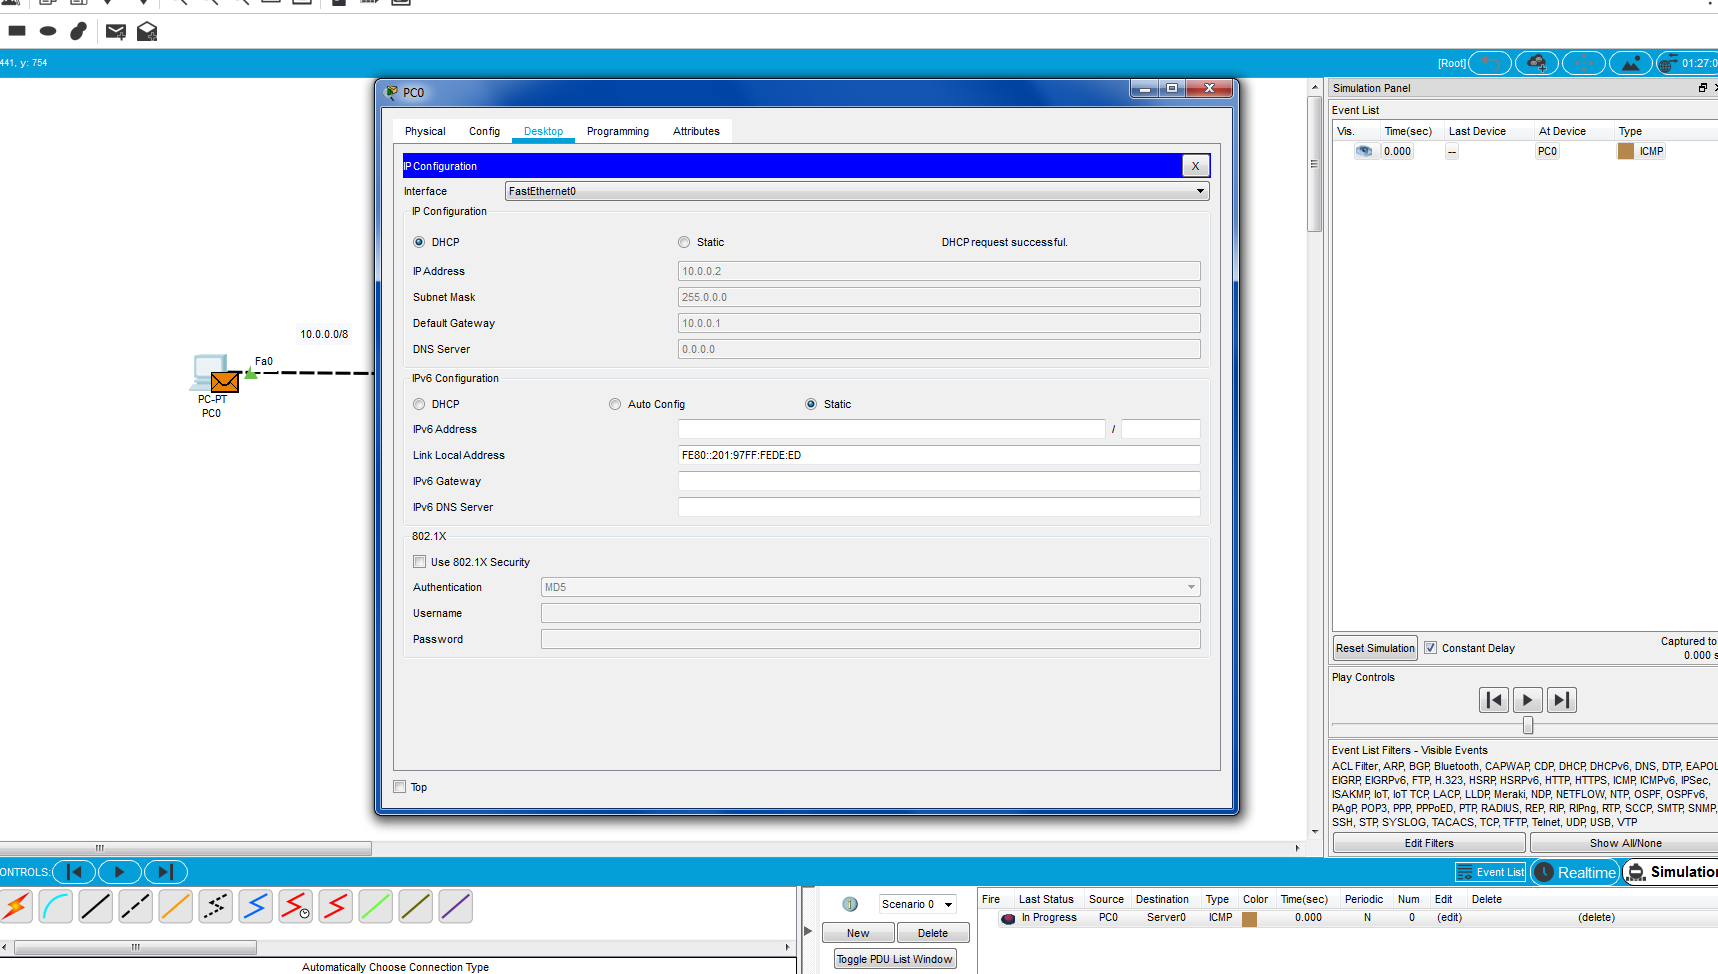 441, y: 754
[Root]
01:27:0
PC0
Physical Config Desktop Programming Attributes
IP Configuration
X
Interface
FastEthernet0
IP Configuration
DHCP
Static
DHCP request successful.
IP Address
10.0.0.2
Subnet Mask
255.0.0.0
Default Gateway
10.0.0.1
DNS Server
0.0.0.0
IPv6 Configuration
DHCP
Auto Config
Static
IPv6 Address
/
Link Local Address
FE80::201:97FF:FEDE:ED
IPv6 Gateway
IPv6 DNS Server
802.1X
Use 802.1X Security
Authentication
MD5
Username
Password
Top
10.0.0.0/8
Fa0
PC-PT
PC0
Simulation Panel
Event List
Vis. Time(sec) Last Device At Device Type
0.000 -- PC0 ICMP
Reset Simulation
Constant Delay
Captured to
0.000 s
Play Controls
Event List Filters - Visible Events
ACL Filter, ARP, BGP, Bluetooth, CAPWAP, CDP, DHCP, DHCPv6, DNS, DTP, EAPOL
EIGRP, EIGRPv6, FTP, H.323, HSRP, HSRPv6, HTTP, HTTPS, ICMP, ICMPv6, IPSec,
ISAKMP, IoT, IoT TCP, LACP, LLDP, Meraki, NDP, NETFLOW, NTP, OSPF, OSPFv6,
PAgP, POP3, PPP, PPPoED, PTP, RADIUS, REP, RIP, RIPng, RTP, SCCP, SMTP, SNMP,
SSH, STP, SYSLOG, TACACS, TCP, TFTP, Telnet, UDP, USB, VTP
Edit Filters
Show All/None
ONTROLS:
Event List
Realtime
Simulation
Scenario 0
New
Delete
Toggle PDU List Window
Fire Last Status Source Destination Type Color Time(sec) Periodic Num Edit Delete
In Progress PC0 Server0 ICMP 0.000 N 0 (edit) (delete)
Automatically Choose Connection Type